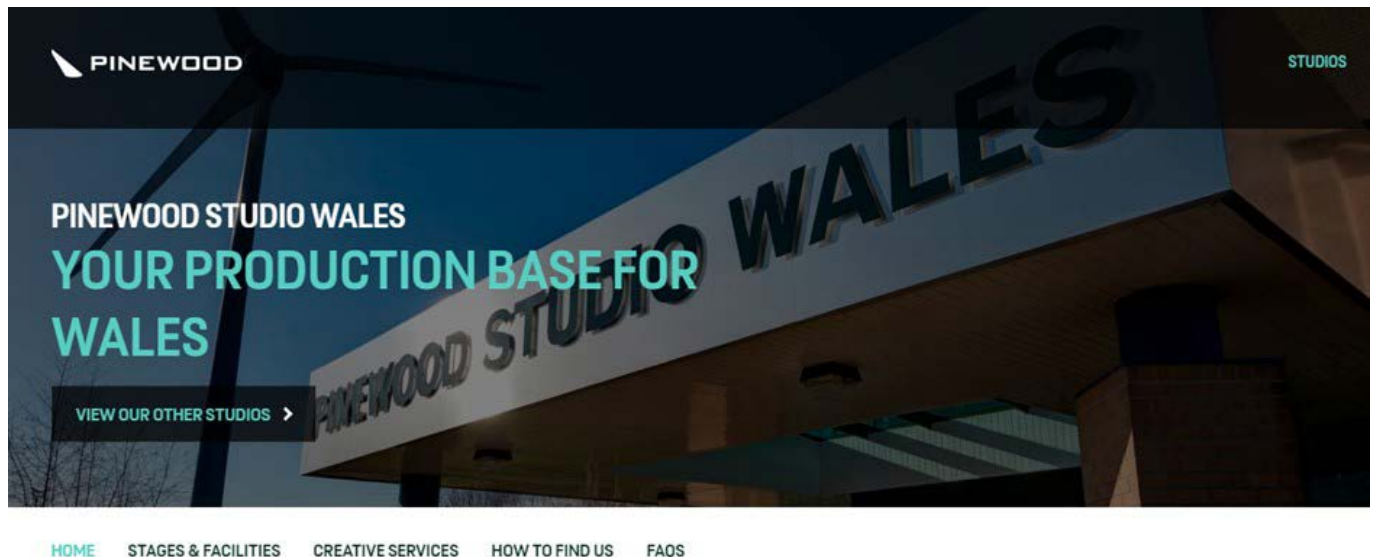 PINEWOOD
STUDIOS
PINEWOOD STUDIO WALES
PINEWOOD STUDIO WALES
YOUR PRODUCTION BASE FOR
WALES
VIEW OUR OTHER STUDIOS
HOME STAGES & FACILITIES CREATIVE SERVICES HOW TO FIND US FAQS